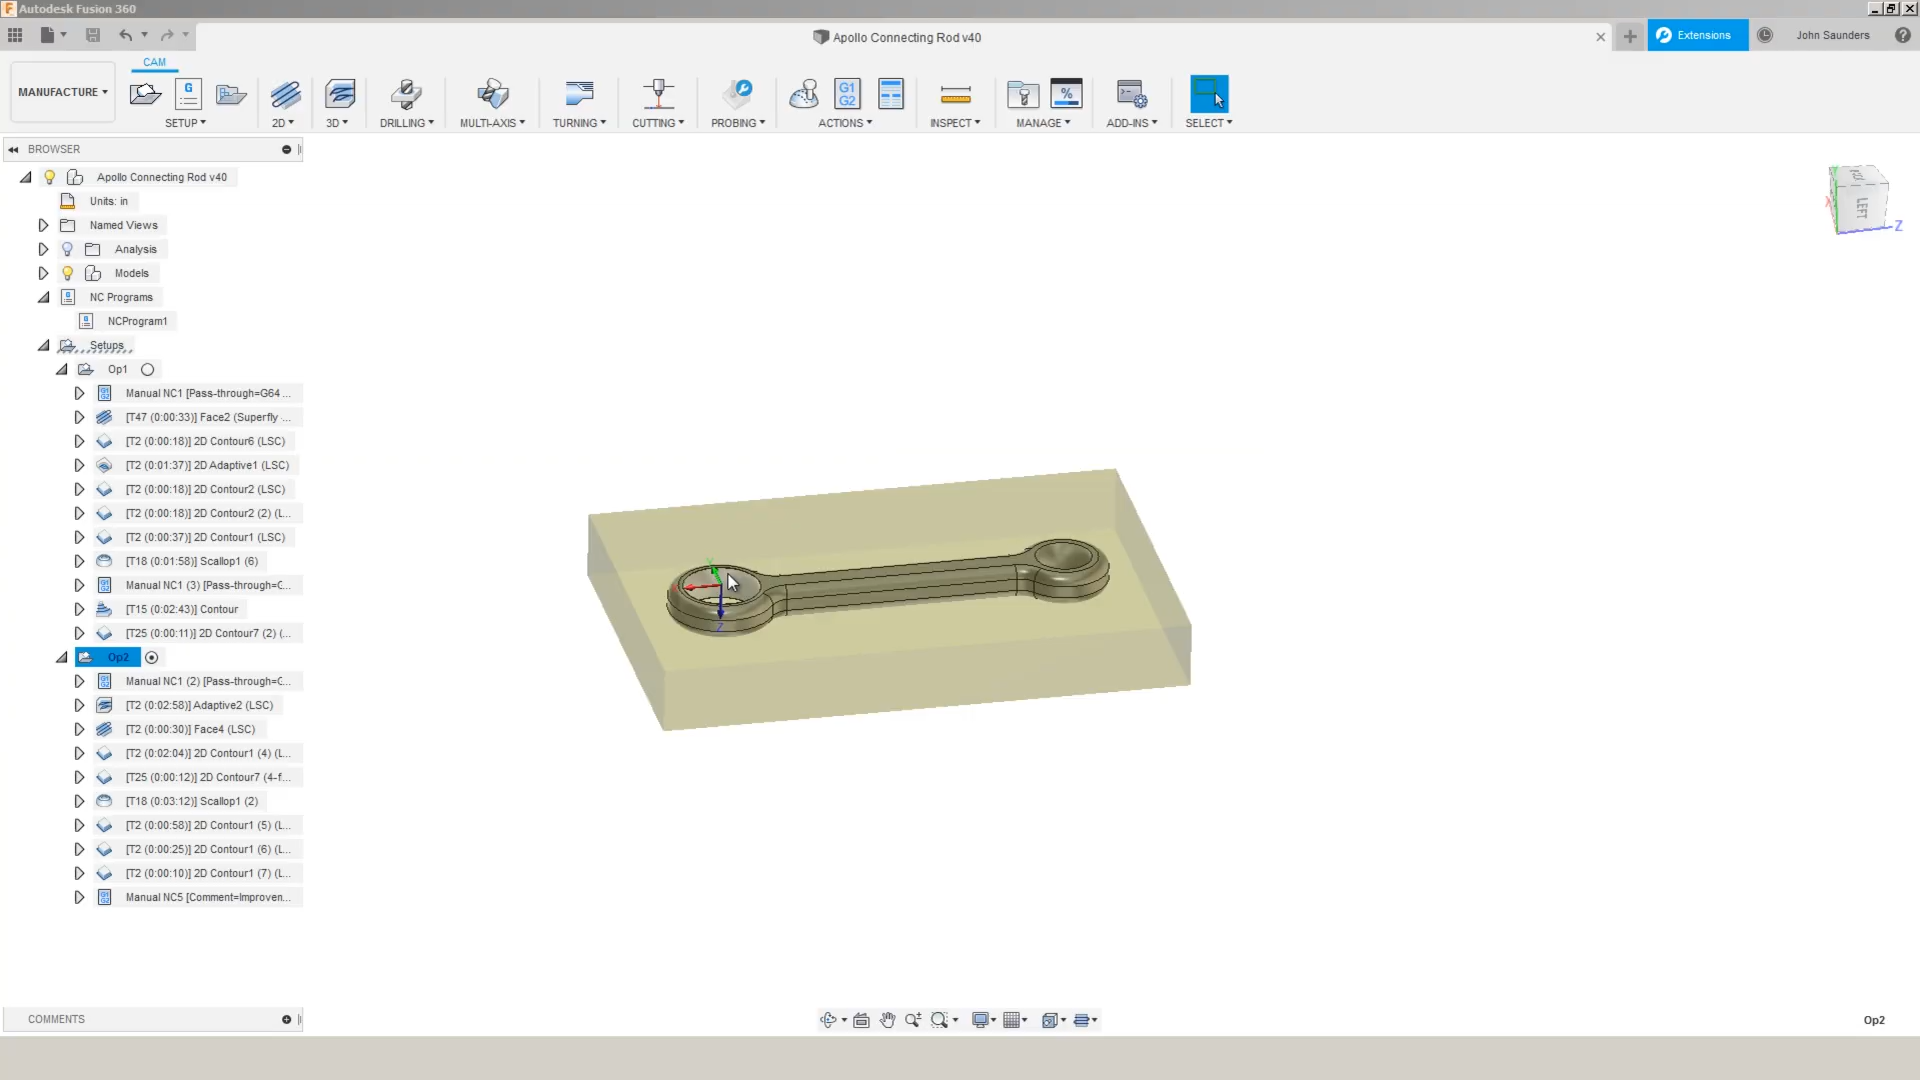 Autodesk Fusion 360
Apollo Connecting Rod v40
Extensions
John Saunders
CAM
MANUFACTURE
SETUP
2D
3D
DRILLING
MULTI-AXIS
TURNING
CUTTING
PROBING
ACTIONS
INSPECT
MANAGE
ADD-INS
SELECT
G
G1
G2
%
BROWSER
Apollo Connecting Rod v40
Units: in
Named Views
Analysis
Models
NC Programs
NCProgram1
Setups
Op1
Manual NC1 [Pass-through=G64 ...
[T47 (0:00:33)] Face2 (Superfly ...
[T2 (0:00:18)] 2D Contour6 (LSC)
[T2 (0:01:37)] 2D Adaptive1 (LSC)
[T2 (0:00:18)] 2D Contour2 (LSC)
[T2 (0:00:18)] 2D Contour2 (2) (L...
[T2 (0:00:37)] 2D Contour1 (LSC)
[T18 (0:01:58)] Scallop1 (6)
Manual NC1 (3) [Pass-through=C...
[T15 (0:02:43)] Contour
[T25 (0:00:11)] 2D Contour7 (2) (...
Op2
Manual NC1 (2) [Pass-through=C...
[T2 (0:02:58)] Adaptive2 (LSC)
[T2 (0:00:30)] Face4 (LSC)
[T2 (0:02:04)] 2D Contour1 (4) (L...
[T25 (0:00:12)] 2D Contour7 (4-f...
[T18 (0:03:12)] Scallop1 (2)
[T2 (0:00:58)] 2D Contour1 (5) (L...
[T2 (0:00:25)] 2D Contour1 (6) (L...
[T2 (0:00:10)] 2D Contour1 (7) (L...
Manual NC5 [Comment=Improven...
LEFT
X
Z
Y
Z
COMMENTS
Op2